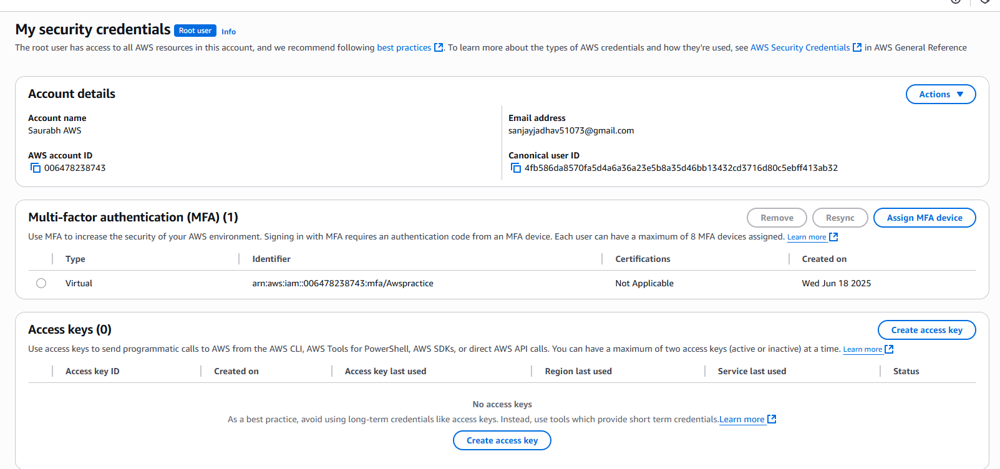 My security credentials Root user Info
The root user has access to all AWS resources in this account, and we recommend following best practices. To learn more about the types of AWS credentials and how they're used, see AWS Security Credentials in AWS General Reference
Account details
Actions
Account name
Saurabh AWS
Email address
sanjayjadhav51073@gmail.com
AWS account ID
006478238743
Canonical user ID
4fb586da8570fa5d4a6a36a23e5b8a35d46bb13432cd3716d80c5ebff413ab32
Multi-factor authentication (MFA) (1)
Remove Resync Assign MFA device
Use MFA to increase the security of your AWS environment. Signing in with MFA requires an authentication code from an MFA device. Each user can have a maximum of 8 MFA devices assigned. Learn more
Type Identifier Certifications Created on
Virtual arn:aws:iam::006478238743:mfa/Awspractice Not Applicable Wed Jun 18 2025
Access keys (0)
Create access key
Use access keys to send programmatic calls to AWS from the AWS CLI, AWS Tools for PowerShell, AWS SDKs, or direct AWS API calls. You can have a maximum of two access keys (active or inactive) at a time. Learn more
Access key ID Created on Access key last used Region last used Service last used Status
No access keys
As a best practice, avoid using long-term credentials like access keys. Instead, use tools which provide short term credentials.Learn more
Create access key